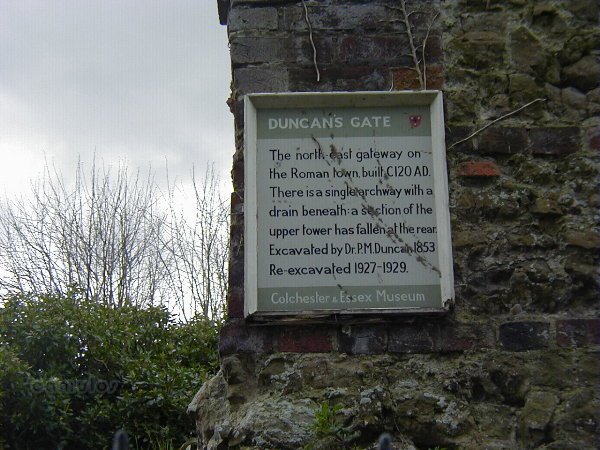 DUNCANS GATE
The north-east gateway on
the Roman town, built C120 AD.
There is a single archway with a
drain beneath: a section of the
upper tower has fallen at the rear.
Excavated by Dr.P.M.Duncan.1853
Re-excavated 1927-1929.
Colchester & Essex Museum